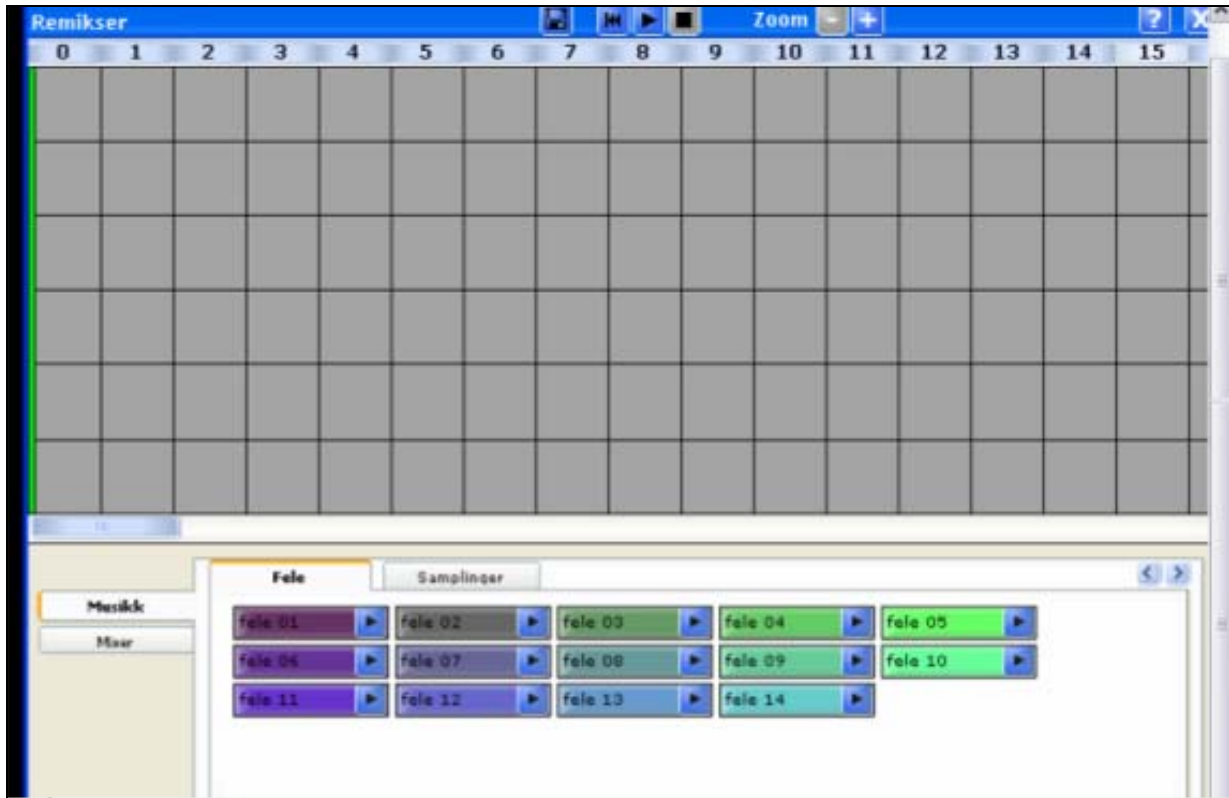 Remikser Zoom - + ? X
0 1 2 3 4 5 6 7 8 9 10 11 12 13 14 15
Fele Samplinger
Musikk
Mixer
fele 01 fele 02 fele 03 fele 04 fele 05
fele 06 fele 07 fele 08 fele 09 fele 10
fele 11 fele 12 fele 13 fele 14